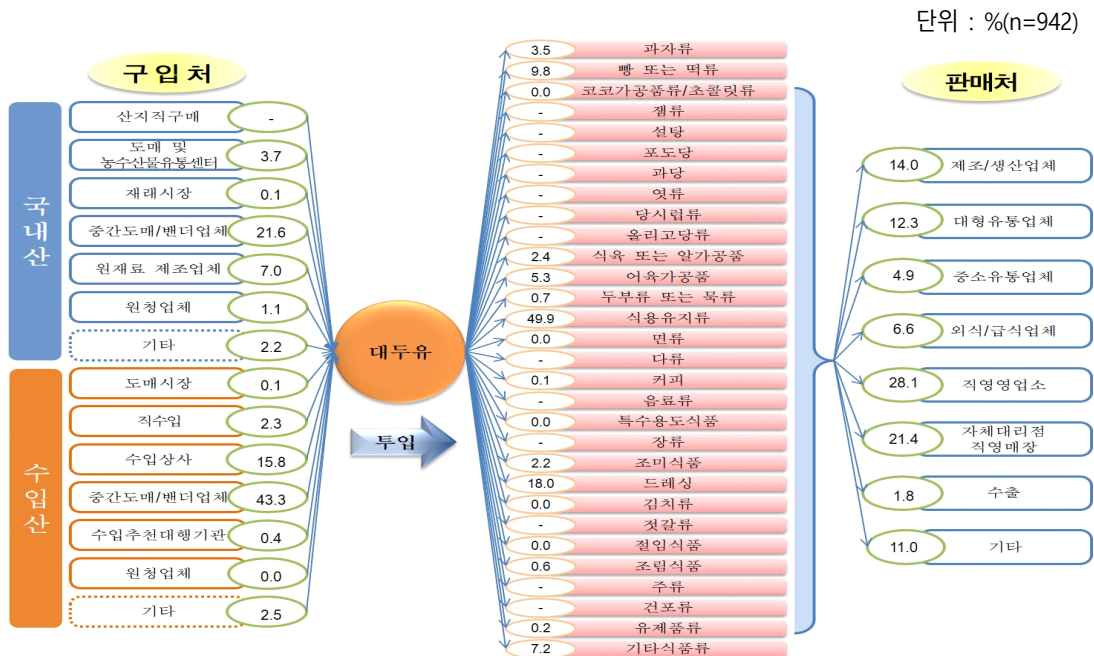 단위 : %(n=942)
구입처
국내산
산지직구매 -
도매 및
농수산물유통센터 3.7
재래시장 0.1
중간도매/밴더업체 21.6
원재료 제조업체 7.0
원청업체 1.1
기타 2.2
수입산
도매시장 0.1
직수입 2.3
수입상사 15.8
중간도매/밴더업체 43.3
수입추천대행기관 0.4
원청업체 0.0
기타 2.5
대두유
투입
3.5 과자류
9.8 빵 또는 떡류
0.0 코코가공품류/초콜릿류
- 잼류
- 설탕
- 포도당
- 과당
- 엿류
- 당시럽류
- 올리고당류
2.4 식육 또는 알가공품
5.3 어육가공품
0.7 두부류 또는 묵류
49.9 식용유지류
0.0 면류
- 다류
0.1 커피
- 음료류
0.0 특수용도식품
- 장류
2.2 조미식품
18.0 드레싱
0.0 김치류
- 젓갈류
0.0 절임식품
0.6 조림식품
- 주류
- 건포류
0.2 유제품류
7.2 기타식품류
판매처
14.0 제조/생산업체
12.3 대형유통업체
4.9 중소유통업체
6.6 외식/급식업체
28.1 직영영업소
21.4 자체대리점
직영매장
1.8 수출
11.0 기타